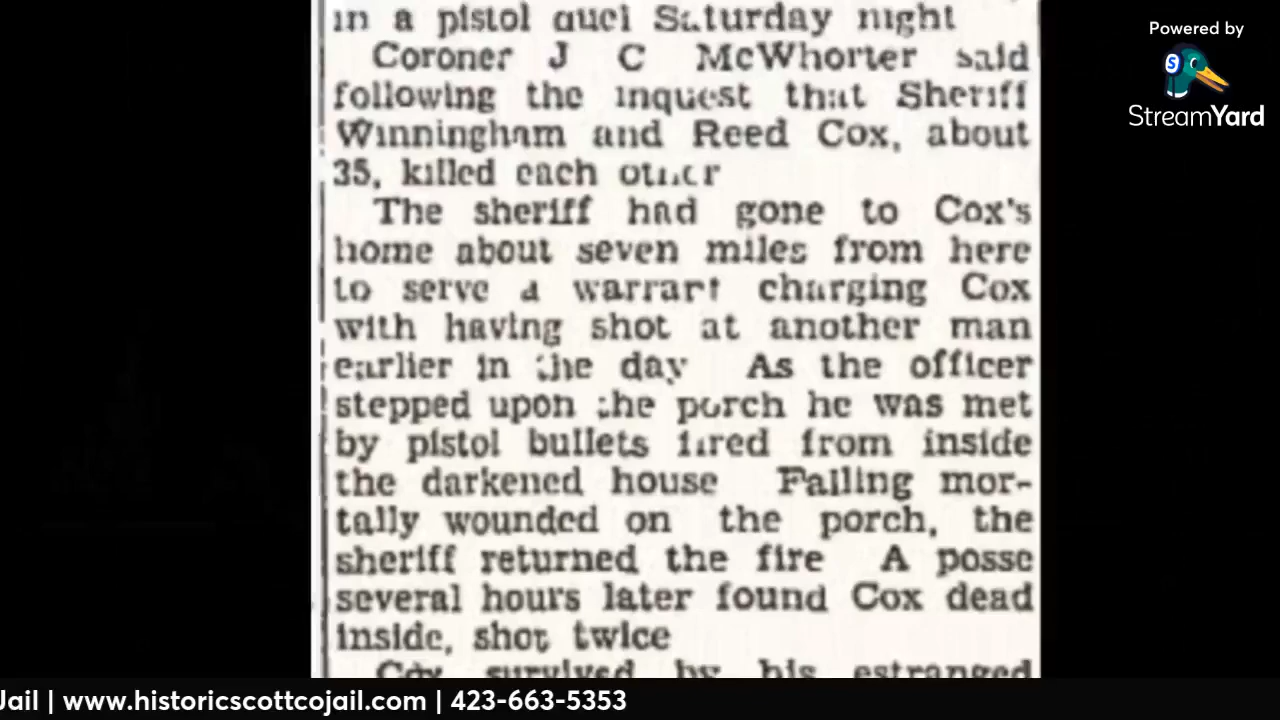 in a pistol duel Saturday night
Coroner J C McWhorter said
following the inquest that Sheriff
Winningham and Reed Cox, about
35, killed each other
The sheriff had gone to Cox's
home about seven miles from here
to serve a warrant charging Cox
with having shot at another man
earlier in the day As the officer
stepped upon the porch he was met
by pistol bullets fired from inside
the darkened house Falling mor-
tally wounded on the porch, the
sheriff returned the fire A posse
several hours later found Cox dead
inside, shot twice
Cox survived by his estranged
Powered by
S
StreamYard
Jail | www.historicscottcojail.com | 423-663-5353